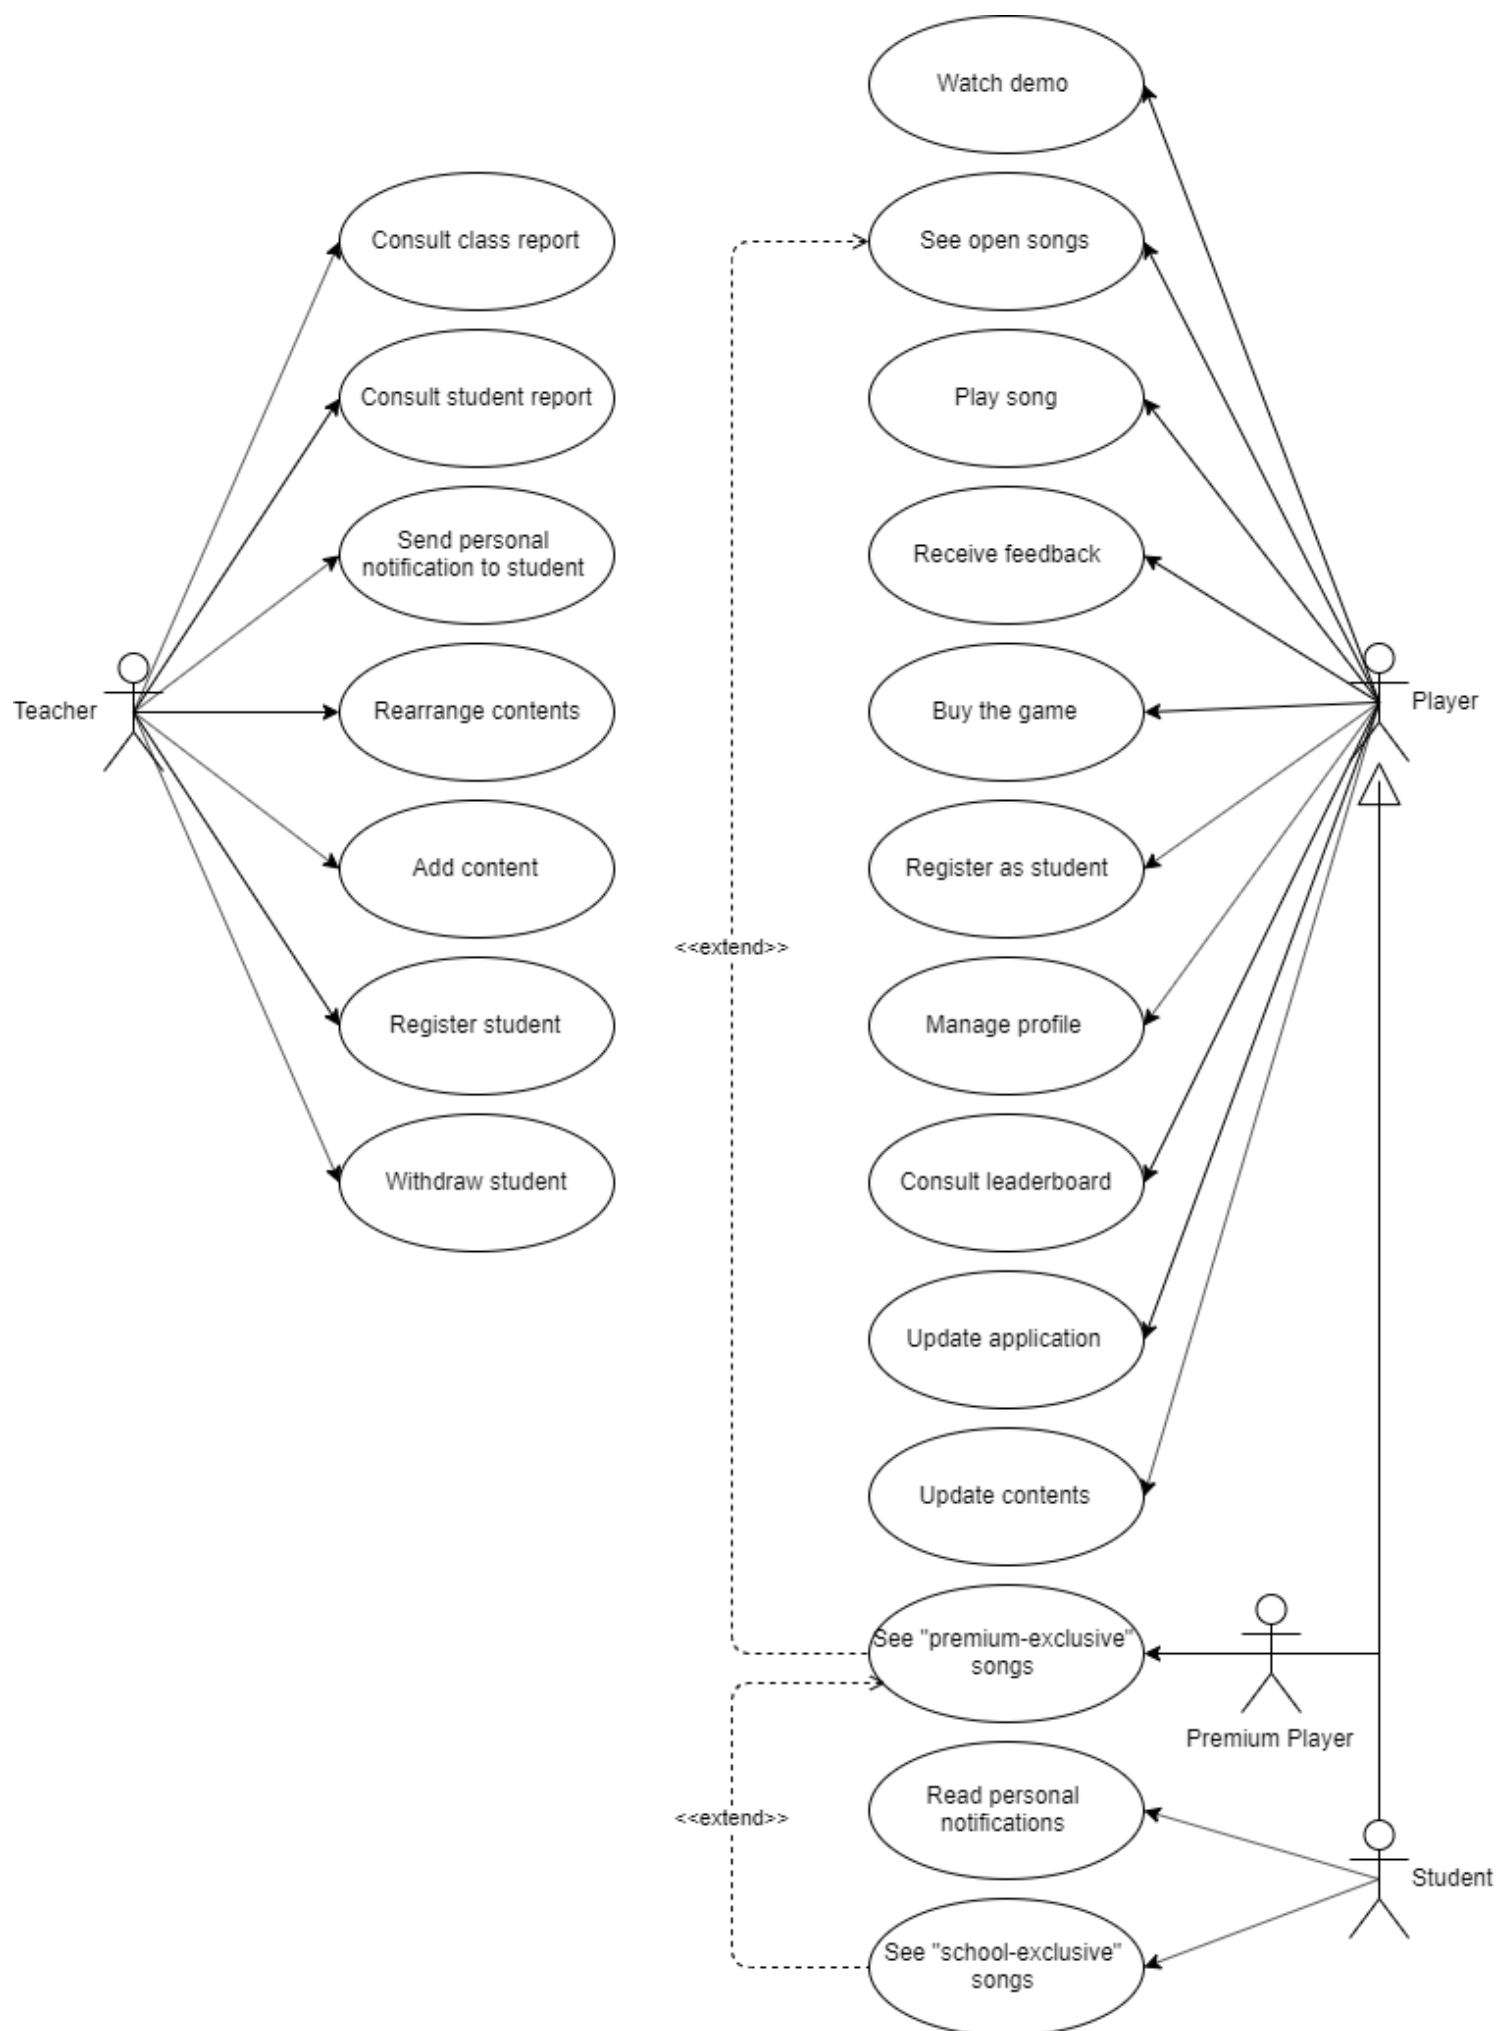 Watch demo
Consult class report
See open songs
Consult student report
Play song
Send personal
notification to student
Receive feedback
Teacher
Rearrange contents
Buy the game
Player
Add content
Register as student
<<extend>>
Register student
Manage profile
Withdraw student
Consult leaderboard
Update application
Update contents
See "premium-exclusive"
songs
Premium Player
Read personal
notifications
<<extend>>
Student
See "school-exclusive"
songs